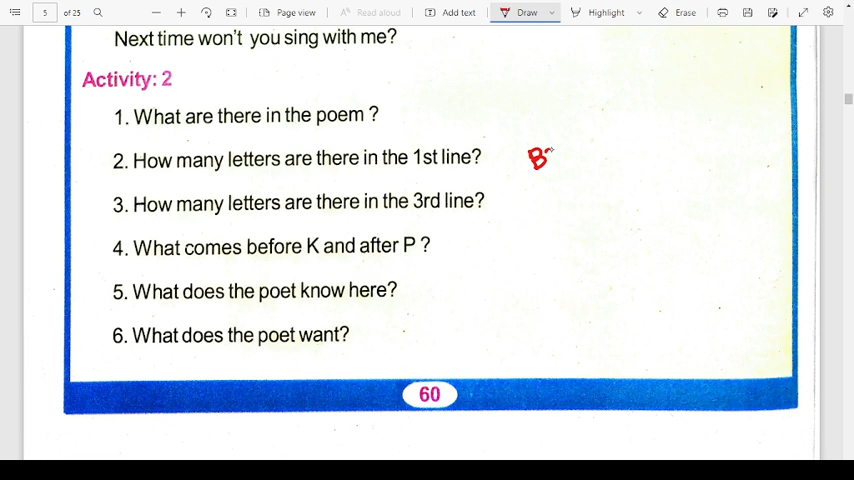 5 of 25 Page view Read aloud Add text Draw Highlight Erase
Next time won't you sing with me?
Activity: 2
1. What are there in the poem ?
2. How many letters are there in the 1st line? B
3. How many letters are there in the 3rd line?
4. What comes before K and after P ?
5. What does the poet know here?
6. What does the poet want?
60